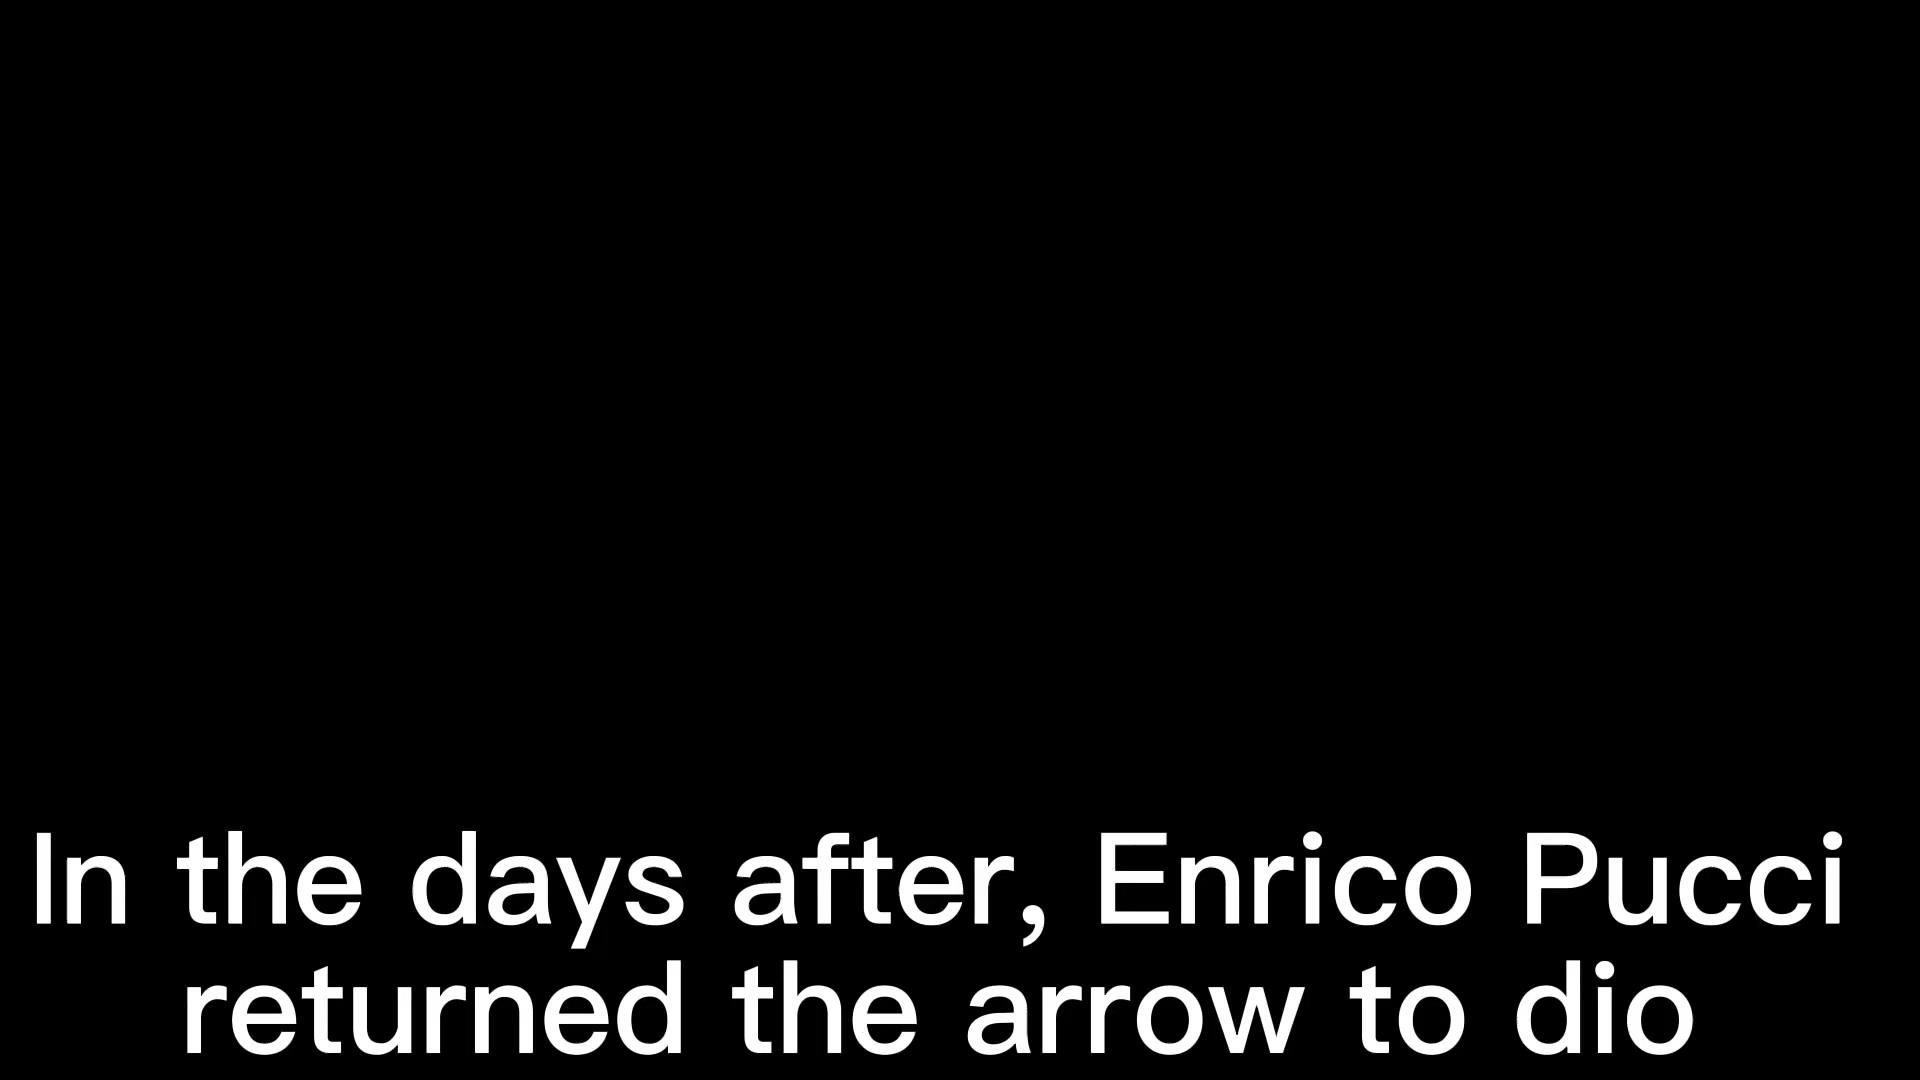 In the days after, Enrico Pucci
returned the arrow to dio